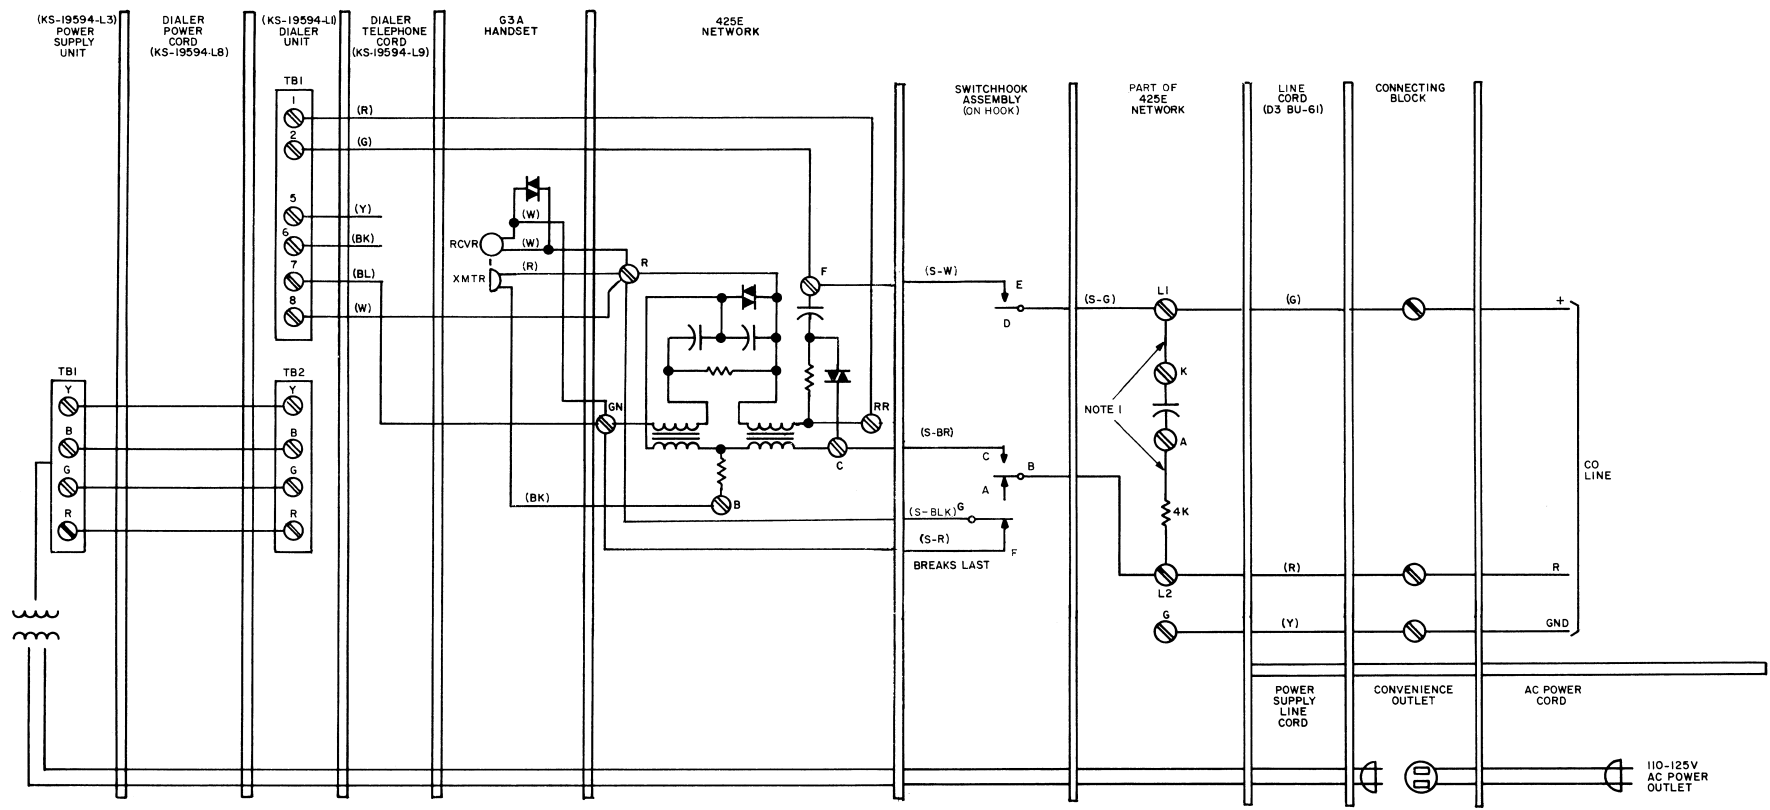 (KS-19594-L3)
POWER
SUPPLY
UNIT
DIALER
POWER
CORD
(KS-19594-L8)
(KS-19594-L1)
DIALER
UNIT
DIALER
TELEPHONE
CORD
(KS-19594-L9)
G3A
HANDSET
425E
NETWORK
SWITCHHOOK
ASSEMBLY
(ON HOOK)
PART OF
425E
NETWORK
LINE
CORD
(D3 BU-61)
CONNECTING
BLOCK
TB1
1
(R)
2
(G)
5
(Y)
6
(BK)
7
(BL)
8
(W)
(W)
RCVR
(W)
XMTR
(R)
R
F
(S-W)
E
D
(S-G)
L1
(G)
+
K
NOTE 1
A
4K
TB1
Y
B
G
R
TB2
Y
B
G
R
GN
RR
C
(BK)
B
(S-BR)
C
B
A
(S-BLK)
G
(S-R)
F
BREAKS LAST
CO
LINE
L2
(R)
R
G
(Y)
GND
POWER
SUPPLY
LINE
CORD
CONVENIENCE
OUTLET
AC POWER
CORD
110-125V
AC POWER
OUTLET